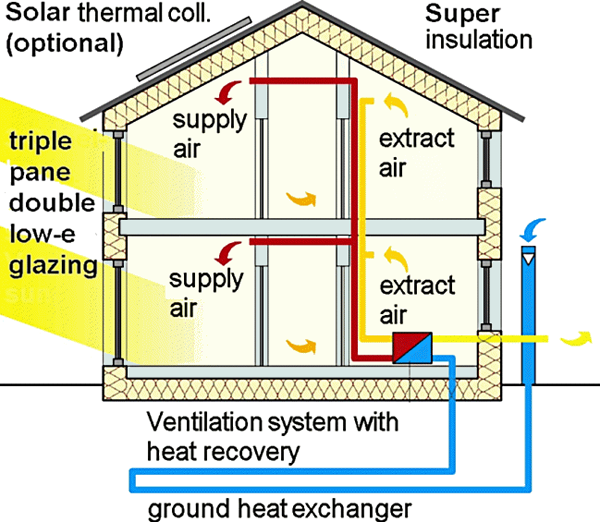 Solar thermal coll.
(optional)
Super
insulation
triple
pane
double
low-e
glazing
sun
supply
air
extract
air
supply
air
extract
air
Ventilation system with
heat recovery
ground heat exchanger